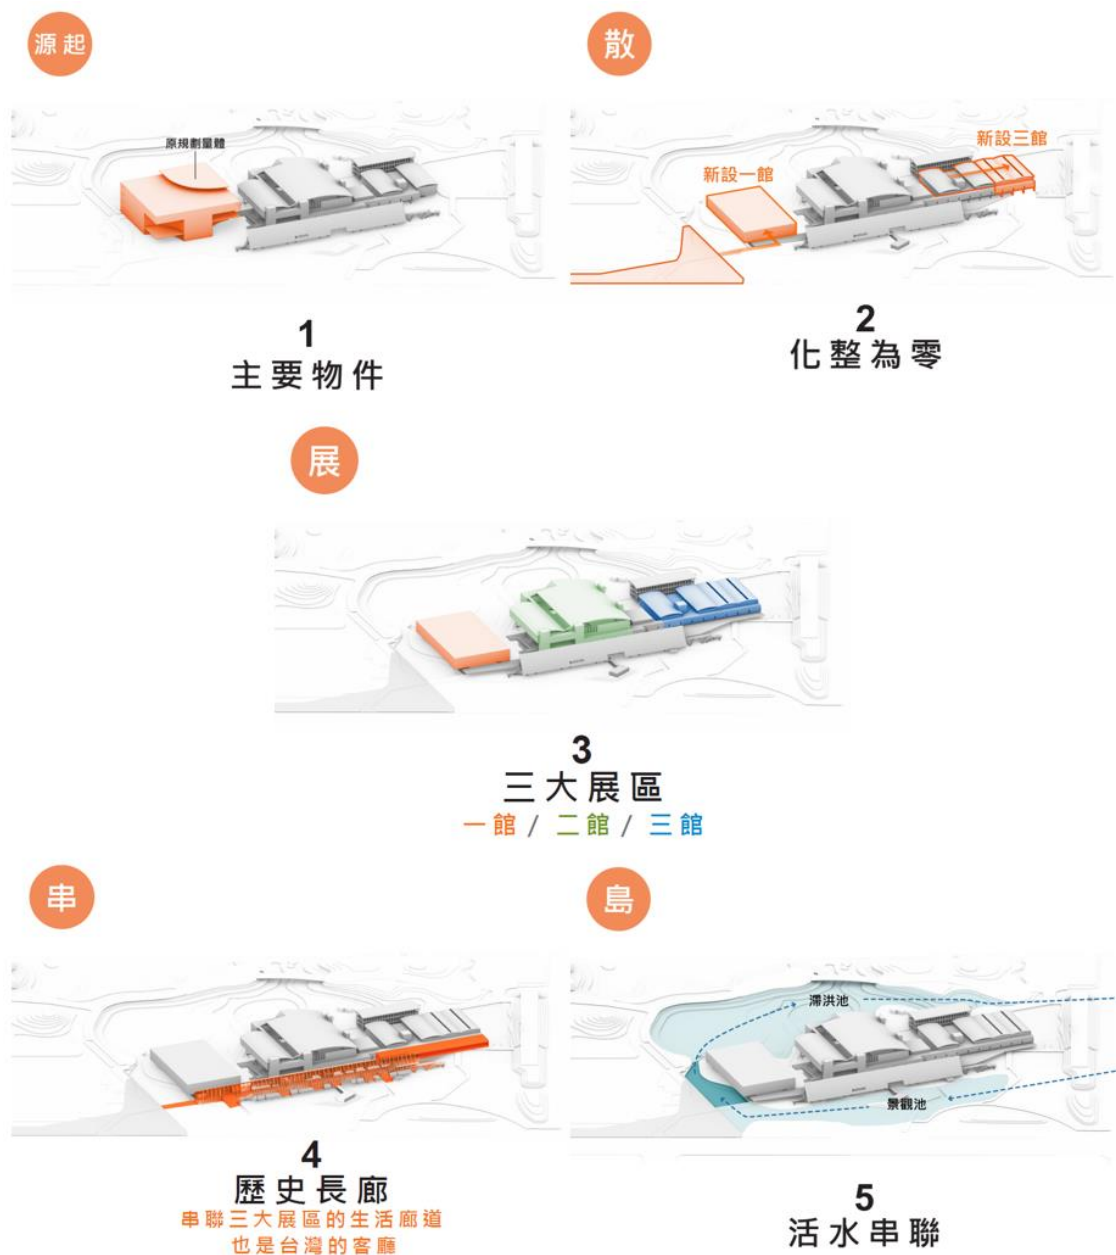 源起
原規劃量體
1
主要物件
散
新設一館
新設三館
2
化整為零
展
3
三大展區
一館 / 二館 / 三館
串
4
歷史長廊
串聯三大展區的生活廊道
也是台灣的客廳
島
滯洪池
景觀池
5
活水串聯